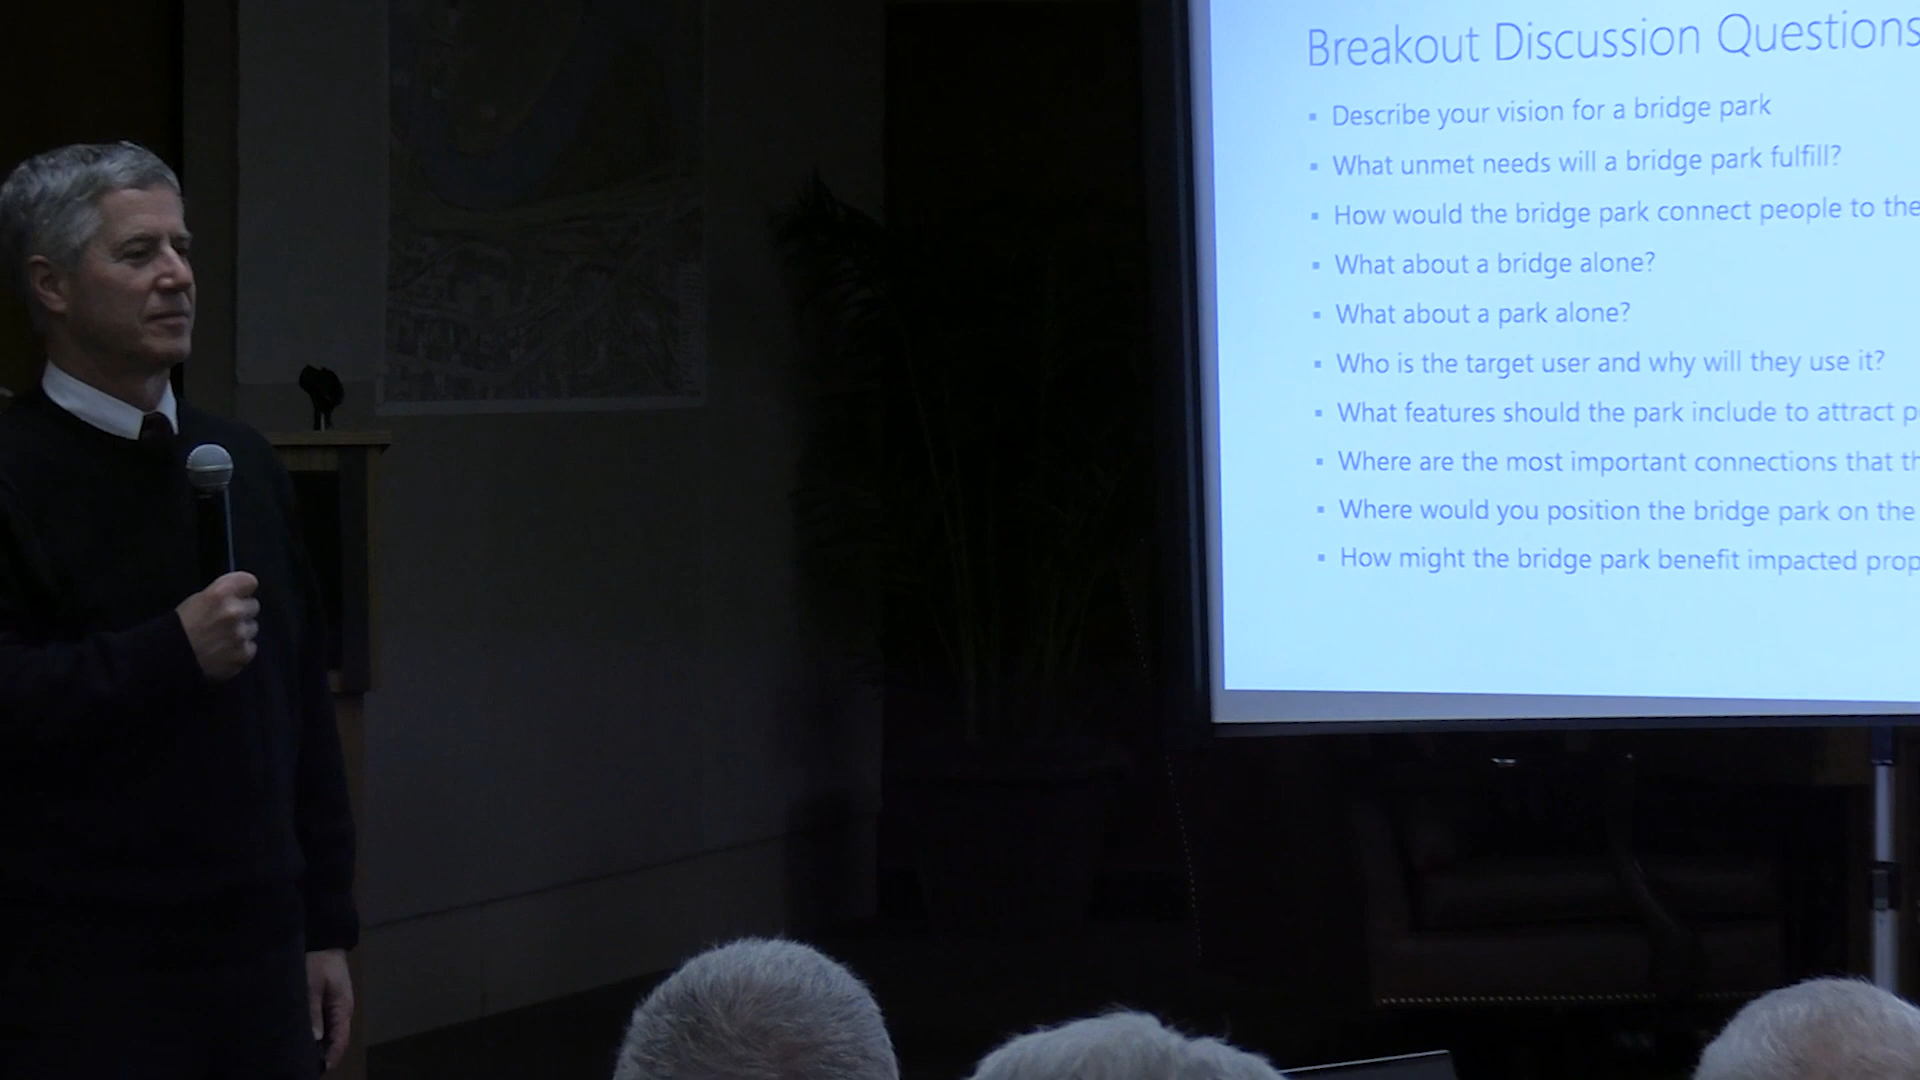 Breakout Discussion Questions
▪ Describe your vision for a bridge park
▪ What unmet needs will a bridge park fulfill?
▪ How would the bridge park connect people to the
▪ What about a bridge alone?
▪ What about a park alone?
▪ Who is the target user and why will they use it?
▪ What features should the park include to attract
▪ Where are the most important connections that
▪ Where would you position the bridge park on the
▪ How might the bridge park benefit impacted